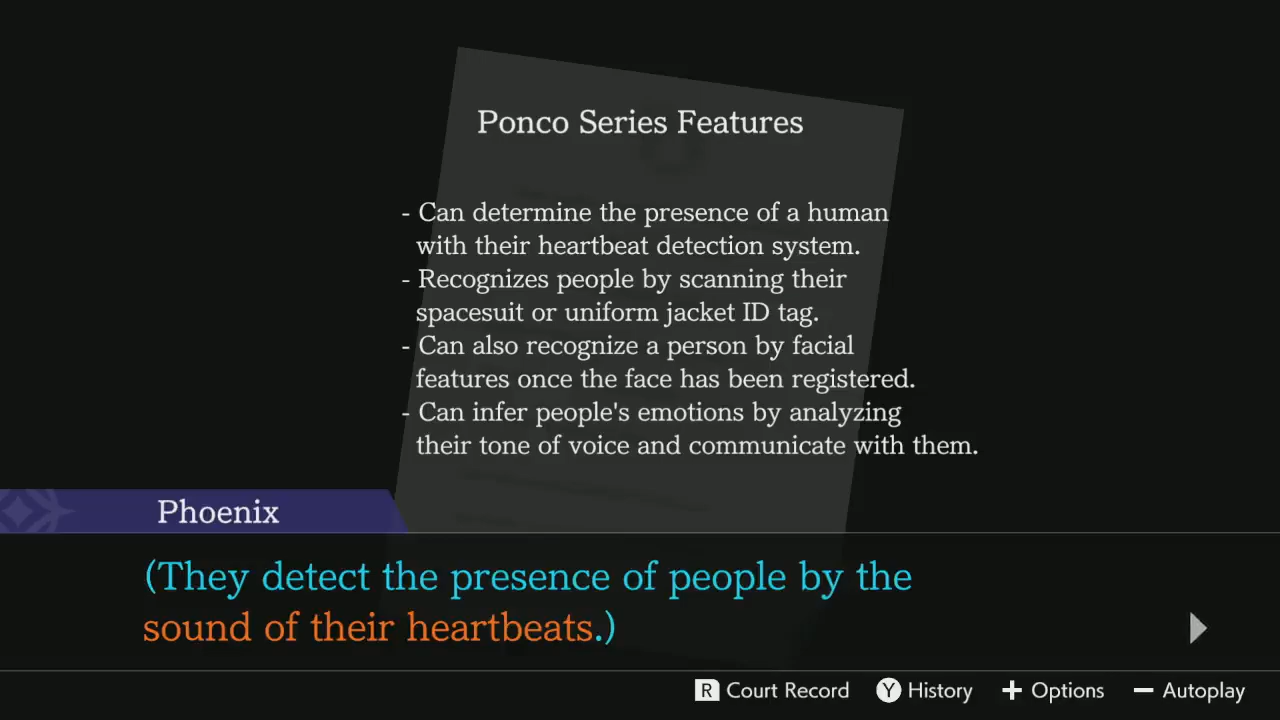 Ponco Series Features
- Can determine the presence of a human
with their heartbeat detection system.
- Recognizes people by scanning their
spacesuit or uniform jacket ID tag.
- Can also recognize a person by facial
features once the face has been registered.
- Can infer people's emotions by analyzing
their tone of voice and communicate with them.
Phoenix
(They detect the presence of people by the
sound of their heartbeats.)
R Court Record Y History + Options - Autoplay